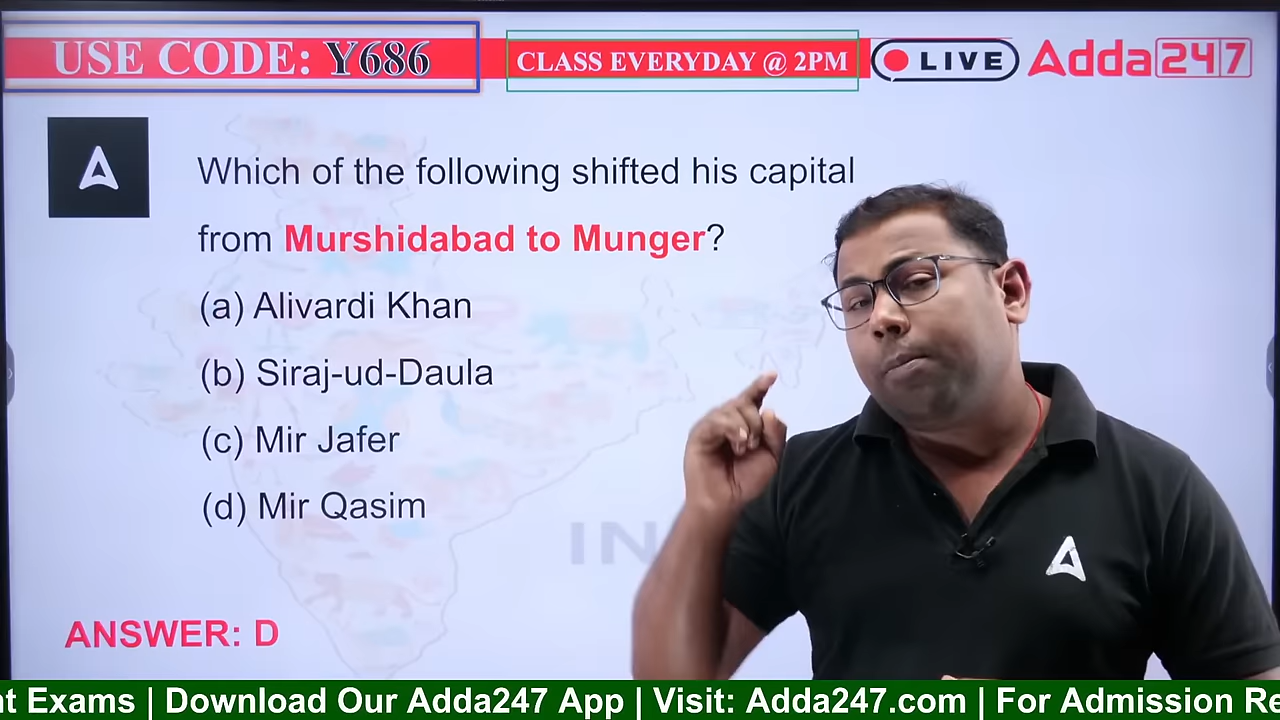 USE CODE: Y686
CLASS EVERYDAY @ 2PM
LIVE
Adda247
Which of the following shifted his capital
from Murshidabad to Munger?
(a) Alivardi Khan
(b) Siraj-ud-Daula
(c) Mir Jafer
(d) Mir Qasim
IN
ANSWER: D
nt Exams | Download Our Adda247 App | Visit: Adda247.com | For Admission Re